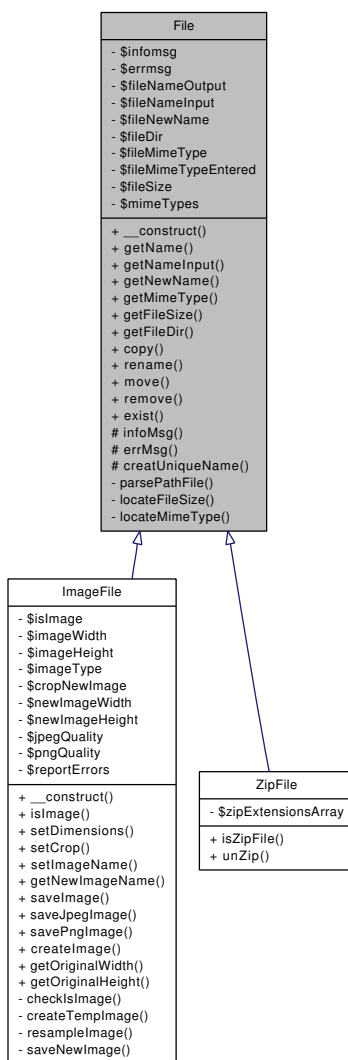 File
- $infomsg
- $errmsg
- $fileNameOutput
- $fileNameInput
- $fileNewName
- $fileDir
- $fileMimeType
- $fileMimeTypeEntered
- $fileSize
- $mimeTypes
+ __construct()
+ getName()
+ getNameInput()
+ getNewName()
+ getMimeType()
+ getFileSize()
+ getFileDir()
+ copy()
+ rename()
+ move()
+ remove()
+ exist()
# infoMsg()
# errMsg()
# creatUniqueName()
- parsePathFile()
- locateFileSize()
- locateMimeType()
ImageFile
- $isImage
- $imageWidth
- $imageHeight
- $imageType
- $cropNewImage
- $newImageWidth
- $newImageHeight
- $jpegQuality
- $pngQuality
- $reportErrors
+ __construct()
+ isImage()
+ setDimensions()
+ setCrop()
+ setImageName()
+ getNewImageName()
+ saveImage()
+ saveJpegImage()
+ savePngImage()
+ createImage()
+ getOriginalWidth()
+ getOriginalHeight()
- checkIsImage()
- createTempImage()
- resampleImage()
- saveNewImage()
ZipFile
- $zipExtensionsArray
+ isZipFile()
+ unZip()